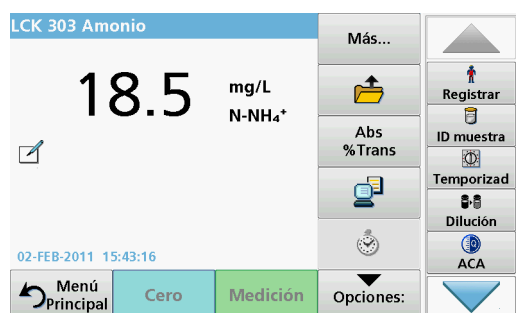 LCK 303 Amonio
18.5
mg/L
N-NH₄⁺
02-FEB-2011 15:43:16
Menú
Principal
Cero
Medición
Más...
Abs
%Trans
Opciones:
Registrar
ID muestra
Temporizad
Dilución
ACA